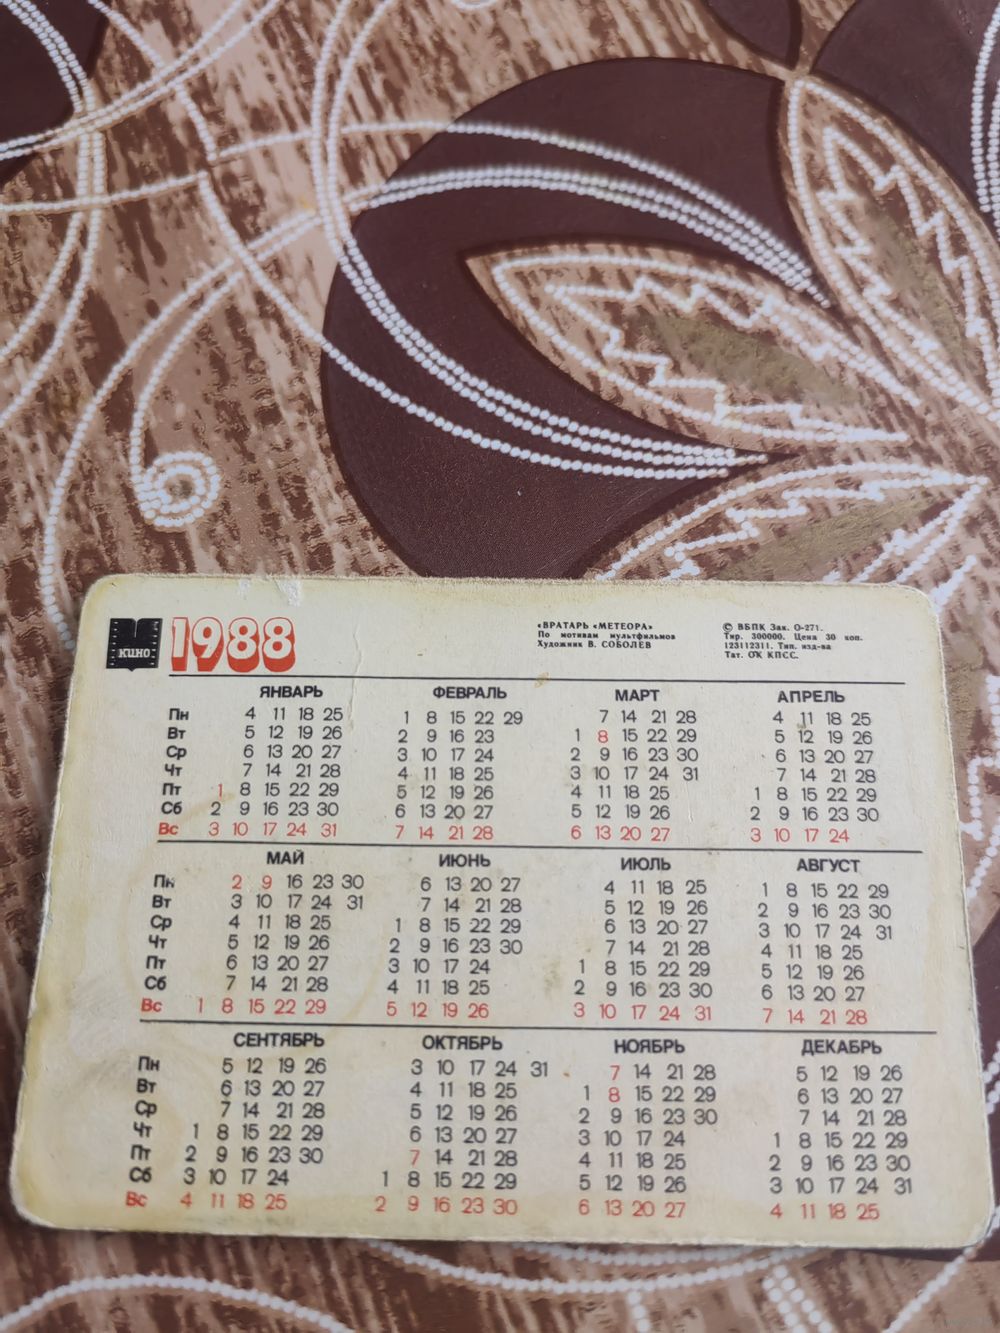 КИНО
1988
«ВРАТАРЬ «МЕТЕОРА»
По мотивам мультфильмов
Художник В. СОБОЛЕВ
© ВБПК Зак. О-271.
Тир. 300000. Цена 30 коп.
123112311. Тип. изд-ва
Тат. ОК КПСС.
ЯНВАРЬ ФЕВРАЛЬ МАРТ АПРЕЛЬ
Пн 4 11 18 25 1 8 15 22 29 7 14 21 28 4 11 18 25
Вт 5 12 19 26 2 9 16 23 1 8 15 22 29 5 12 19 26
Ср 6 13 20 27 3 10 17 24 2 9 16 23 30 6 13 20 27
Чт 7 14 21 28 4 11 18 25 3 10 17 24 31 7 14 21 28
Пт 1 8 15 22 29 5 12 19 26 4 11 18 25 1 8 15 22 29
Сб 2 9 16 23 30 6 13 20 27 5 12 19 26 2 9 16 23 30
Вс 3 10 17 24 31 7 14 21 28 6 13 20 27 3 10 17 24
МАЙ ИЮНЬ ИЮЛЬ АВГУСТ
Пн 2 9 16 23 30 6 13 20 27 4 11 18 25 1 8 15 22 29
Вт 3 10 17 24 31 7 14 21 28 5 12 19 26 2 9 16 23 30
Ср 4 11 18 25 1 8 15 22 29 6 13 20 27 3 10 17 24 31
Чт 5 12 19 26 2 9 16 23 30 7 14 21 28 4 11 18 25
Пт 6 13 20 27 3 10 17 24 1 8 15 22 29 5 12 19 26
Сб 7 14 21 28 4 11 18 25 2 9 16 23 30 6 13 20 27
Вс 1 8 15 22 29 5 12 19 26 3 10 17 24 31 7 14 21 28
СЕНТЯБРЬ ОКТЯБРЬ НОЯБРЬ ДЕКАБРЬ
Пн 5 12 19 26 3 10 17 24 31 7 14 21 28 5 12 19 26
Вт 6 13 20 27 4 11 18 25 1 8 15 22 29 6 13 20 27
Ср 7 14 21 28 5 12 19 26 2 9 16 23 30 7 14 21 28
Чт 1 8 15 22 29 6 13 20 27 3 10 17 24 1 8 15 22 29
Пт 2 9 16 23 30 7 14 21 28 4 11 18 25 2 9 16 23 30
Сб 3 10 17 24 1 8 15 22 29 5 12 19 26 3 10 17 24 31
Вс 4 11 18 25 2 9 16 23 30 6 13 20 27 4 11 18 25